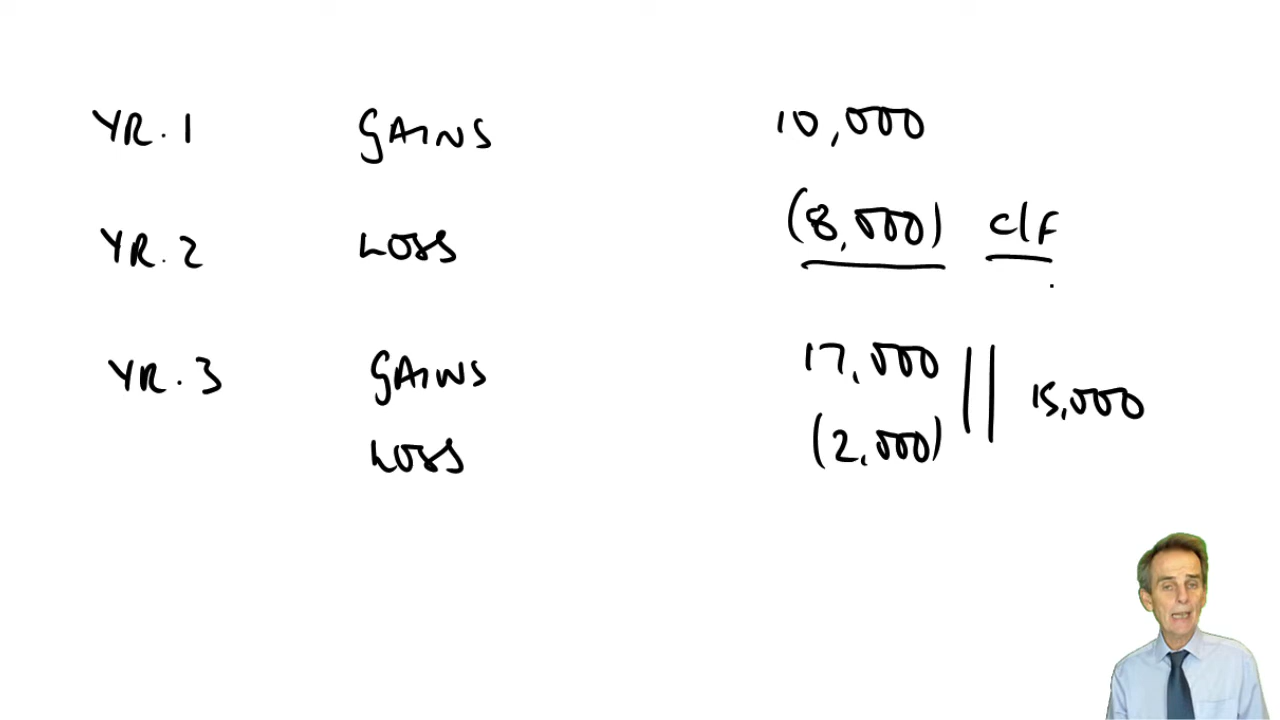 YR. 1 GAINS 10,000
YR. 2 LOSS (8,000) C/F
YR. 3 GAINS 17,000
15,000
LOSS (2,000)